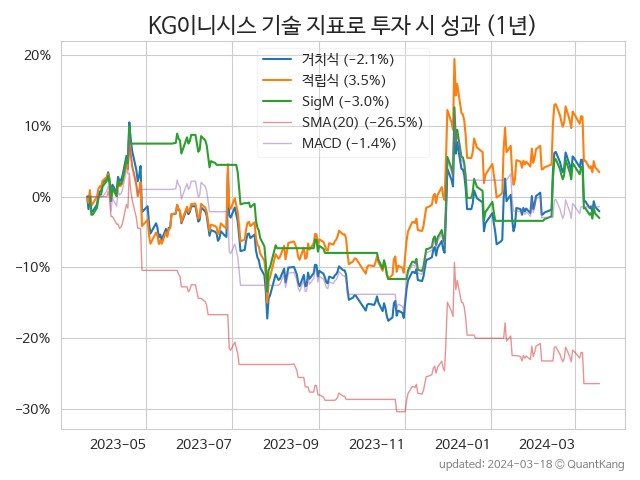 KG이니시스 기술 지표로 투자 시 성과 (1년)
거치식 (−2.1%)
적립식 (3.5%)
SigM (−3.0%)
SMA(20) (−26.5%)
MACD (−1.4%)
20%
10%
0%
−10%
−20%
−30%
2023−05 2023−07 2023−09 2023−11 2024−01 2024−03
updated: 2024−03−18 © QuantKang